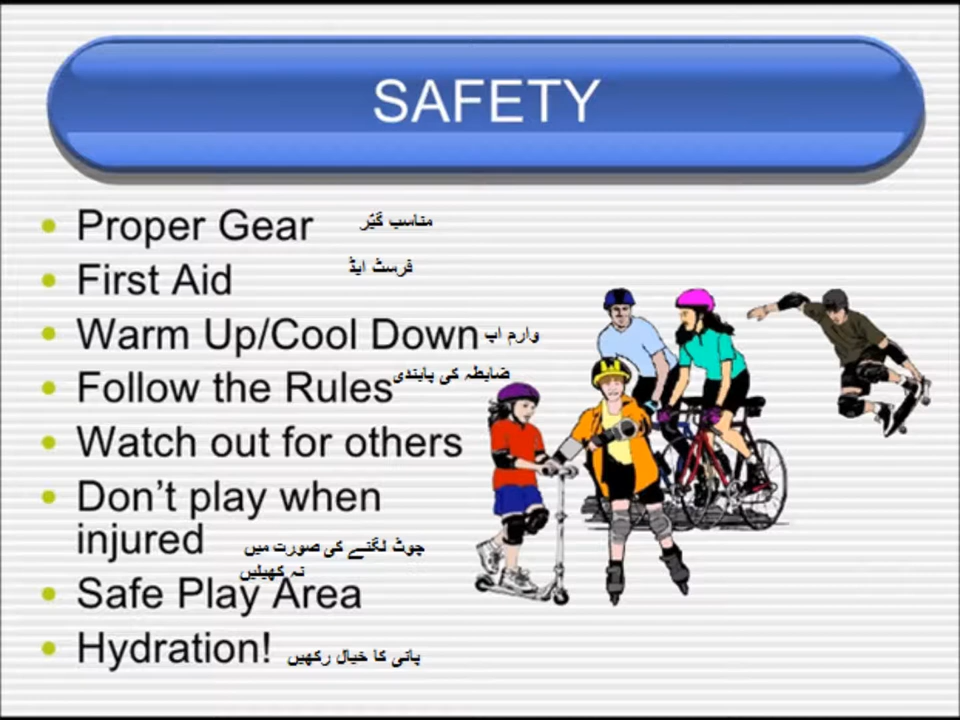 SAFETY
• Proper Gear مناسب گئیر
• First Aid فرسٹ ایڈ
• Warm Up/Cool Down وارم اپ
• Follow the Rules ضابطہ کی پابندی
• Watch out for others
• Don't play when
injured چوٹ لگنے کی صورت میں
نہ کھیلیں
• Safe Play Area
• Hydration! پانی کا خیال رکھیں